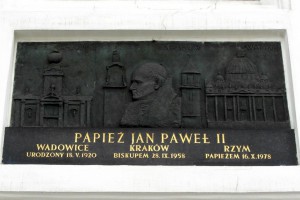 PAPIEŻ JAN PAWEŁ II
WADOWICE KRAKÓW RZYM
URODZONY 18.V.1920 BISKUPEM 28.IX.1958 PAPIEŻEM 16.X.1978